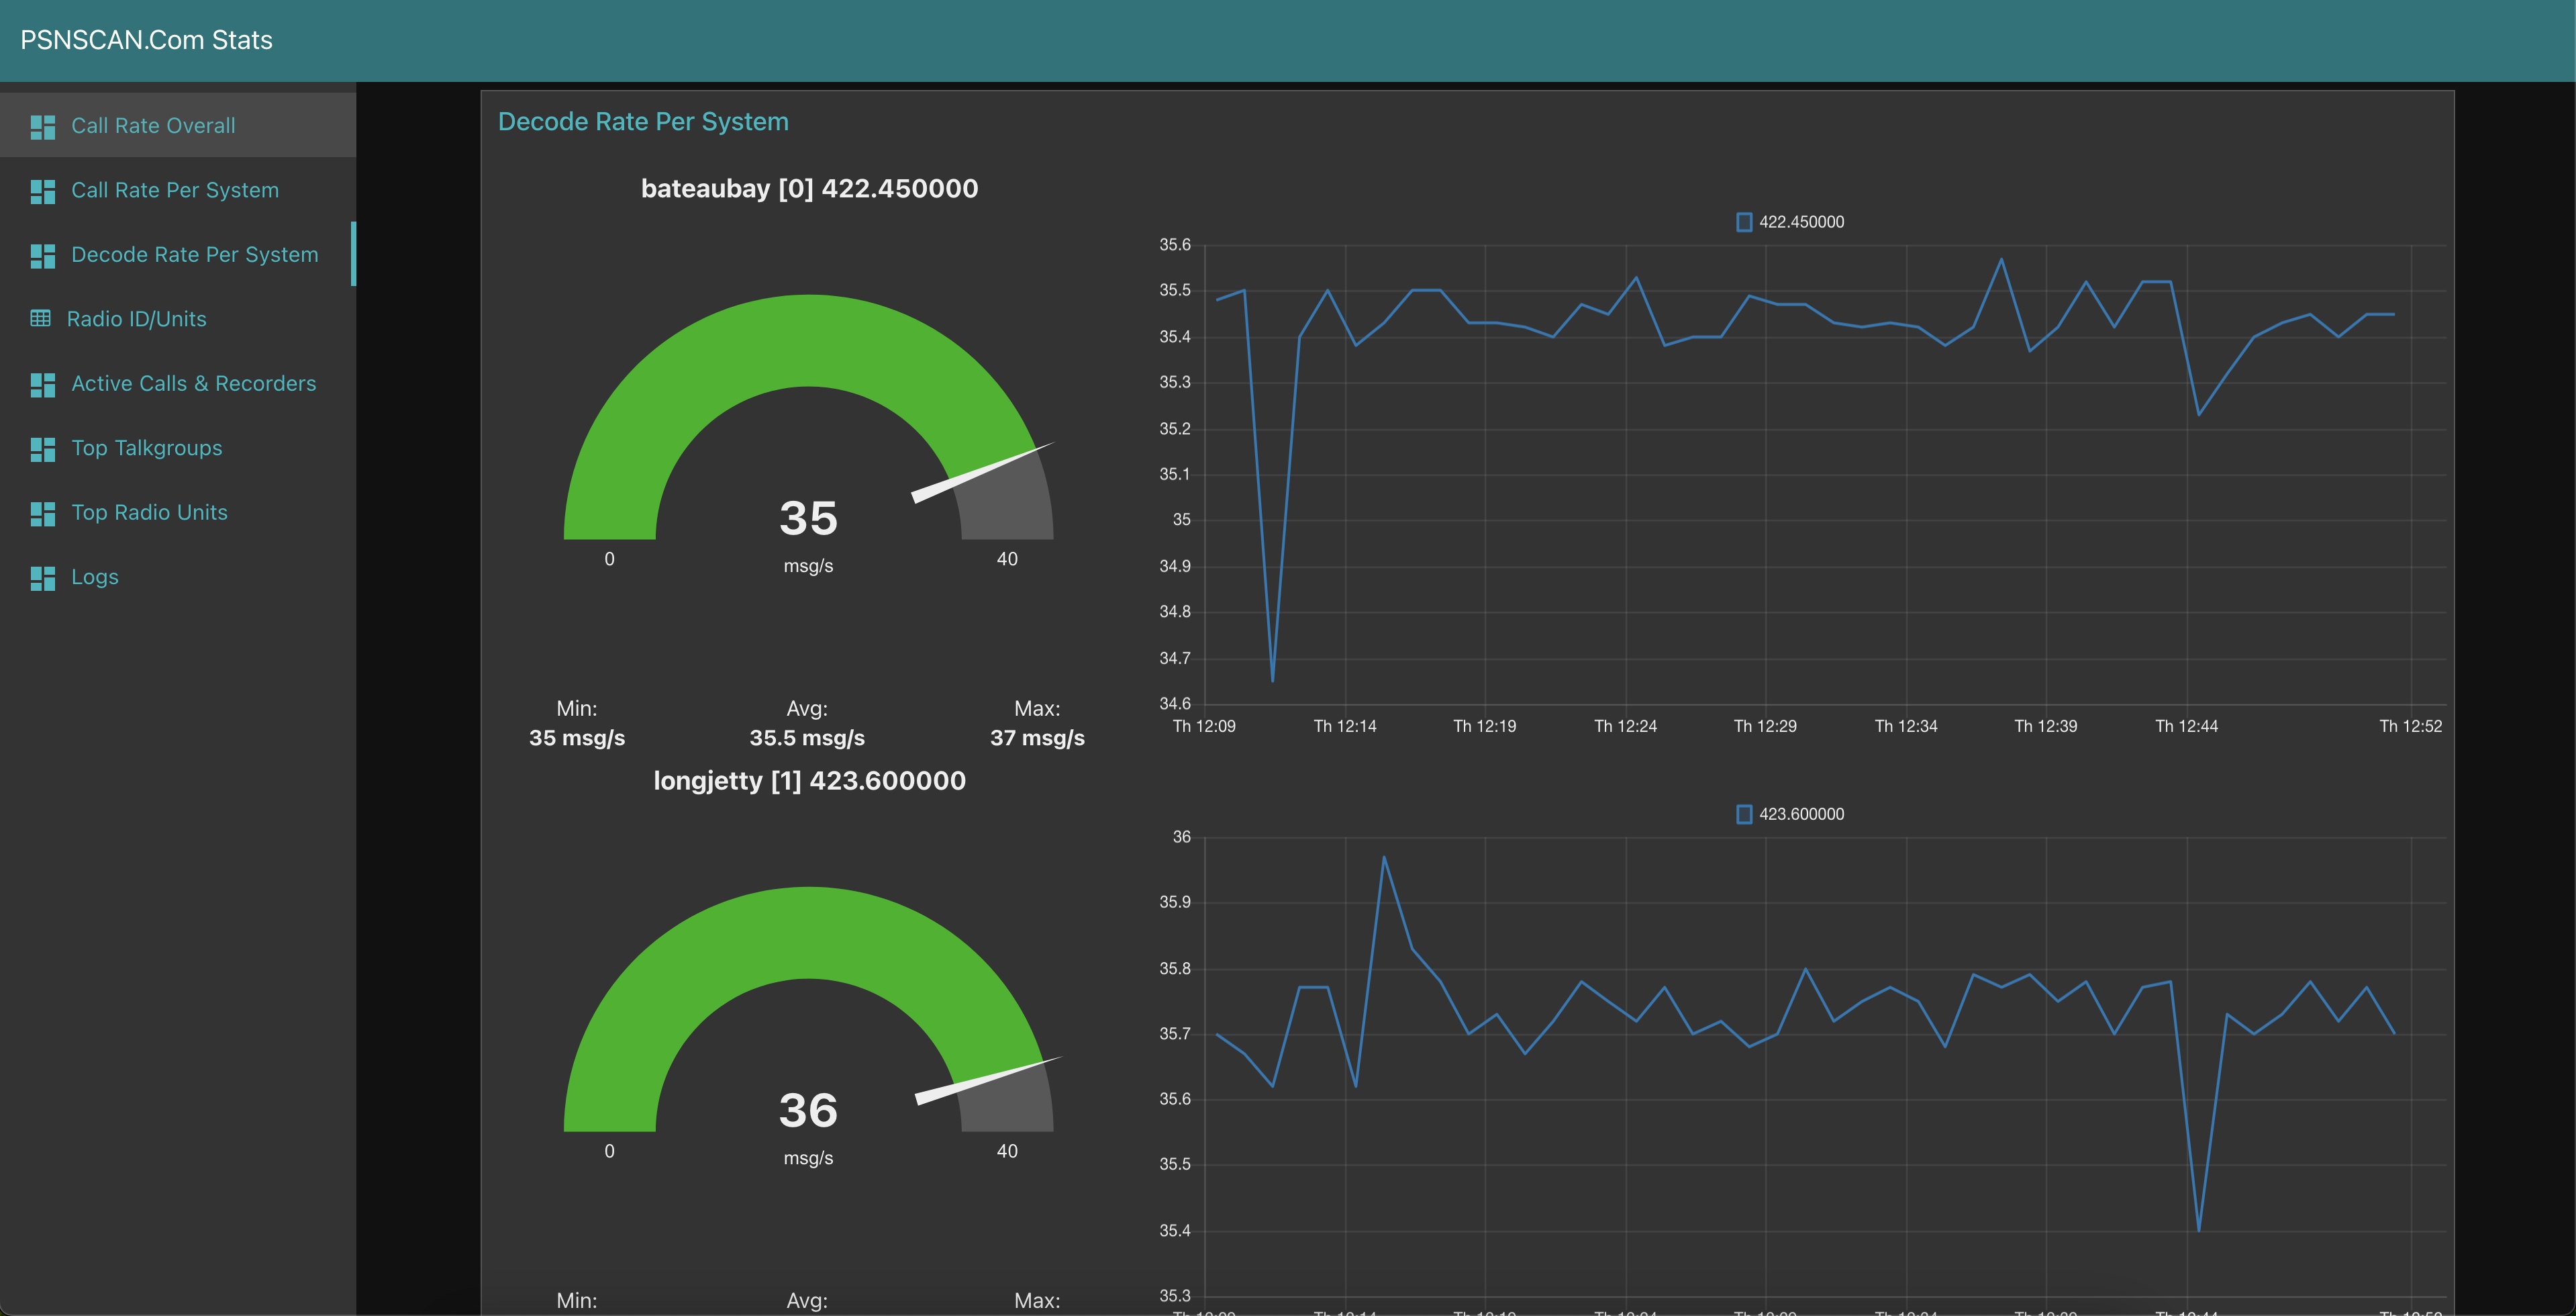 PSNSCAN.Com Stats
Call Rate Overall
Call Rate Per System
Decode Rate Per System
Radio ID/Units
Active Calls & Recorders
Top Talkgroups
Top Radio Units
Logs
Decode Rate Per System
bateaubay [0] 422.450000
35
msg/s
0
40
Min:
35 msg/s
Avg:
35.5 msg/s
Max:
37 msg/s
422.450000
35.6
35.5
35.4
35.3
35.2
35.1
35
34.9
34.8
34.7
34.6
Th 12:09 Th 12:14 Th 12:19 Th 12:24 Th 12:29 Th 12:34 Th 12:39 Th 12:44 Th 12:52
longjetty [1] 423.600000
36
msg/s
0
40
Min:
Avg:
Max:
423.600000
36
35.9
35.8
35.7
35.6
35.5
35.4
35.3